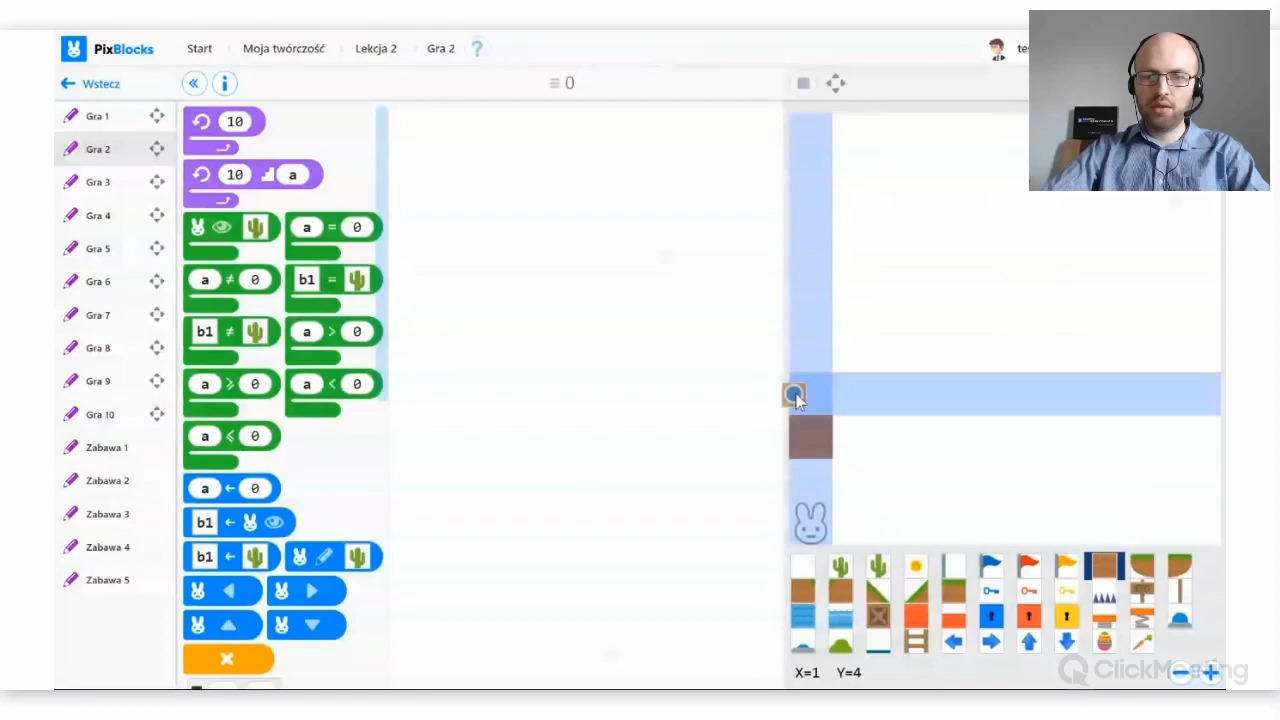 PixBlocks Start Moja twórczość Lekcja 2 Gra 2 ? tes
Wstecz « i 0
Gra 1
Gra 2
Gra 3
Gra 4
Gra 5
Gra 6
Gra 7
Gra 8
Gra 9
Gra 10
Zabawa 1
Zabawa 2
Zabawa 3
Zabawa 4
Zabawa 5
10
10 a
a = 0
a ≠ 0 b1 =
b1 ≠ a > 0
a ⩾ 0 a < 0
a ⩽ 0
a ← 0
b1 ←
b1 ←
X=1 Y=4
ClickMeeting